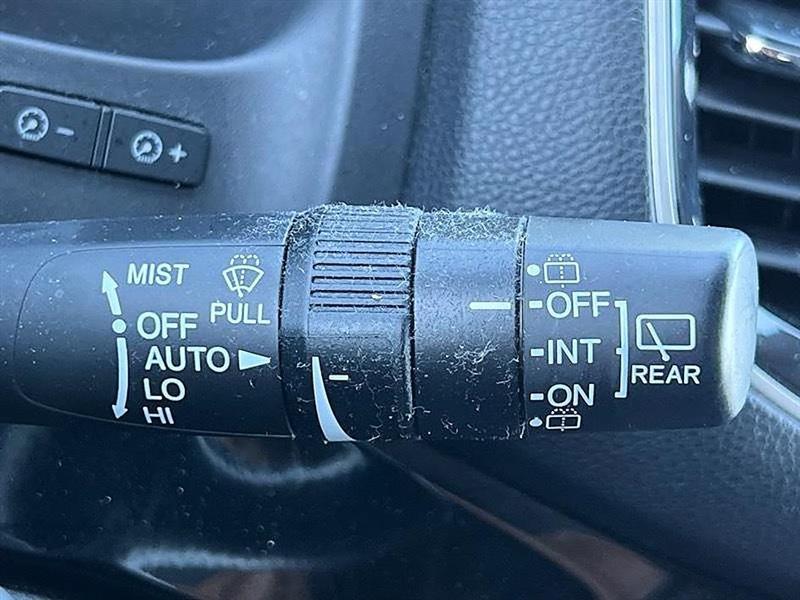 -
+
MIST
PULL
OFF
AUTO
LO
HI
OFF
INT
ON
REAR